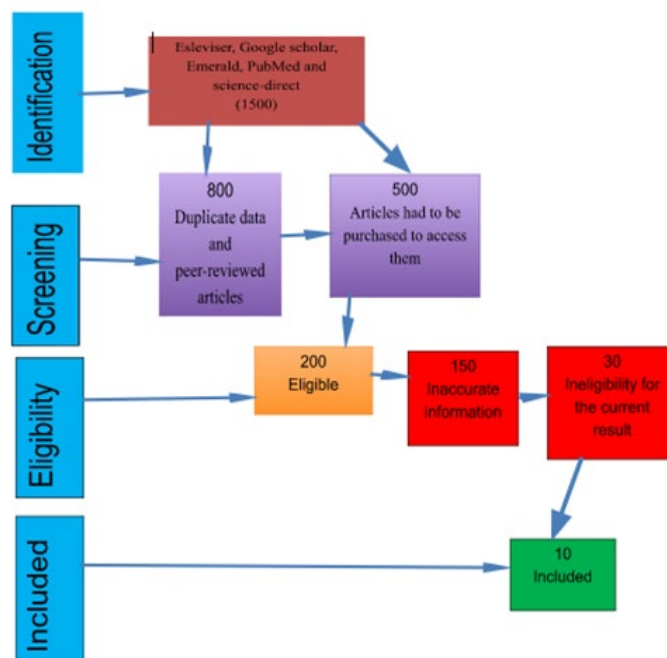 Identification
Esleviser, Google scholar,
Emerald, PubMed and
science-direct
(1500)
Screening
800
Duplicate data
and
peer-reviewed
articles
500
Articles had to be
purchased to access
them
Eligibility
200
Eligible
150
Inaccurate
information
30
Ineligibility for
the current
result
Included
10
Included